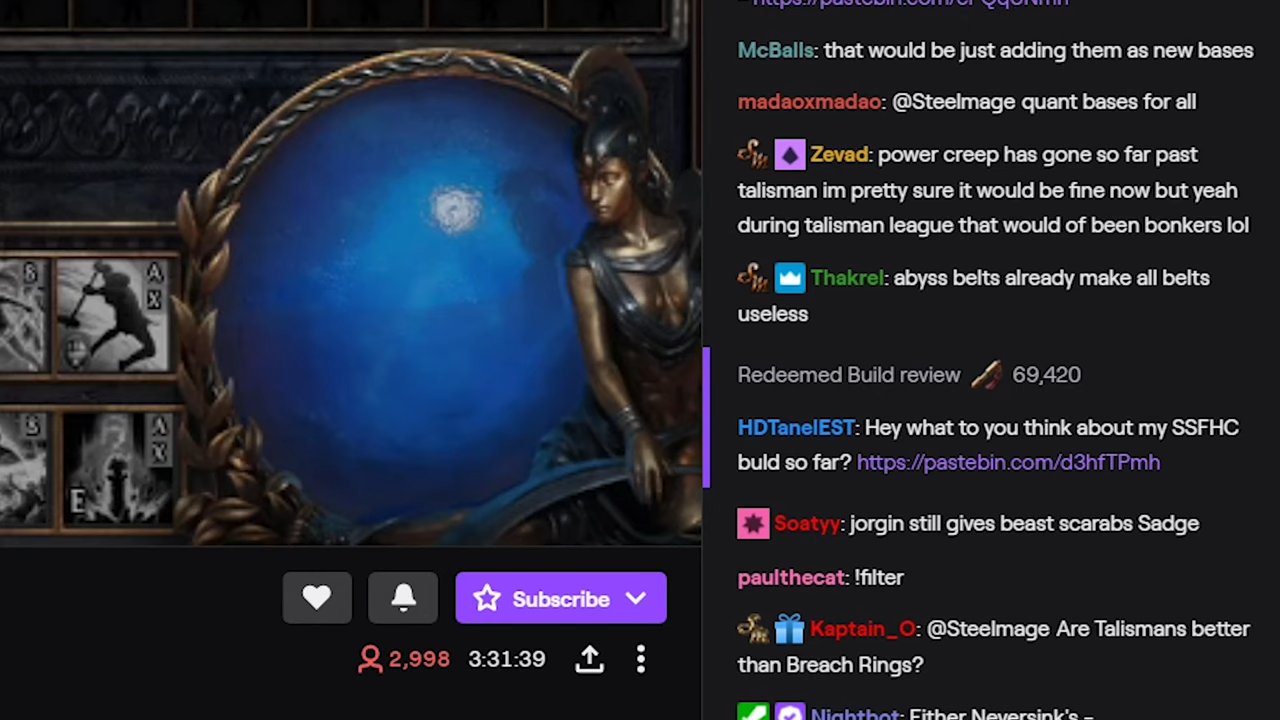 McBalls: that would be just adding them as new bases
madaoxmadao: @Steelmage quant bases for all
Zevad: power creep has gone so far past
talisman im pretty sure it would be fine now but yeah
during talisman league that would of been bonkers lol
Thakrel: abyss belts already make all belts
useless
Redeemed Build review 69,420
HDTanelEST: Hey what to you think about my SSFHC
buld so far? https://pastebin.com/d3hfTPmh
Soatyy: jorgin still gives beast scarabs Sadge
paulthecat: !filter
Kaptain_O: @Steelmage Are Talismans better
than Breach Rings?
Nightbot: Either Neversink's -
S
A
X
E
Subscribe
2,998 3:31:39